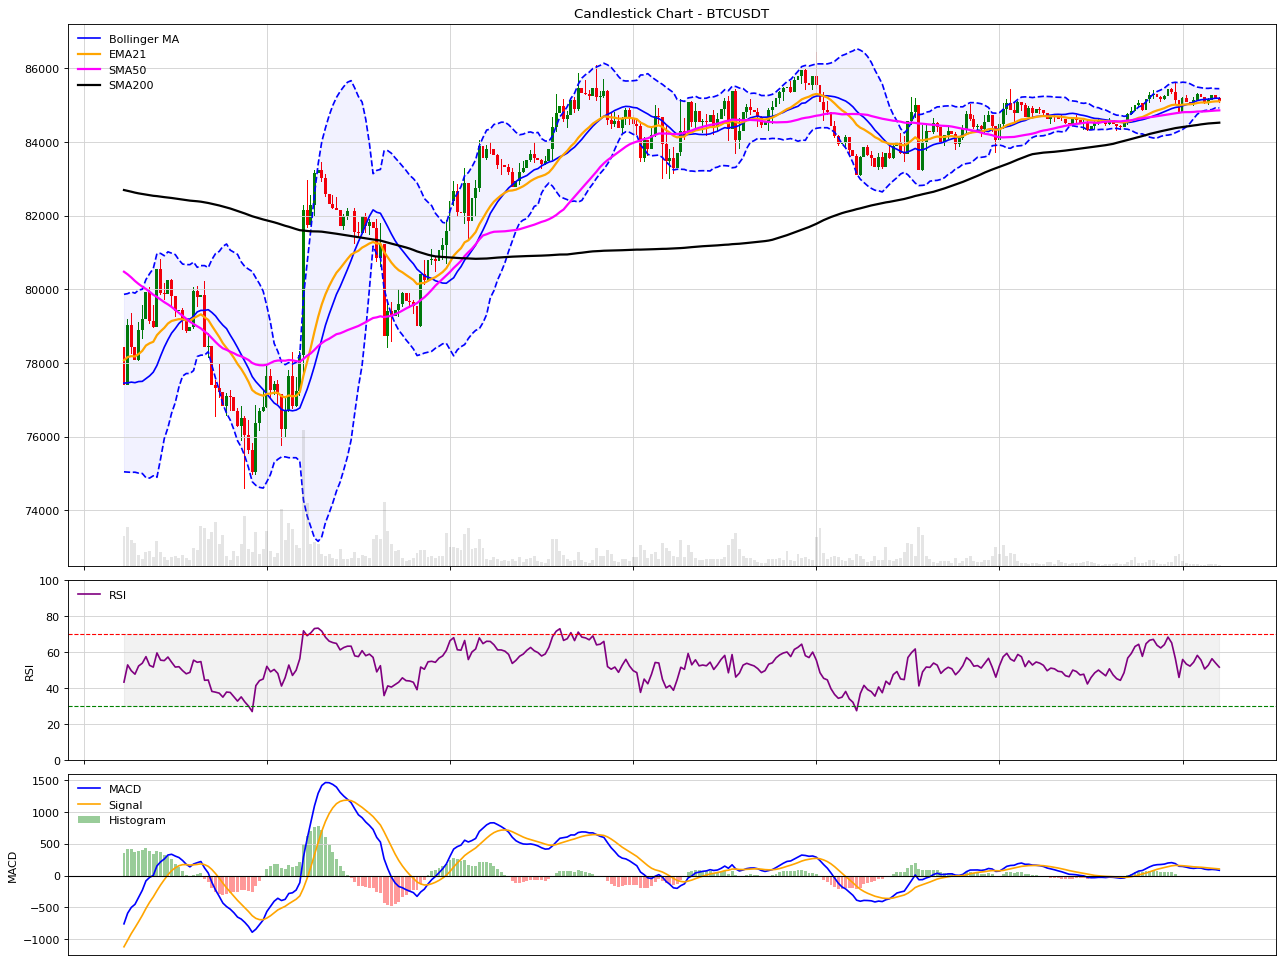 Candlestick Chart - BTCUSDT
Bollinger MA
EMA21
SMA50
SMA200
86000
84000
82000
80000
78000
76000
74000
RSI
100
80
60
40
20
0
RSI
MACD
Signal
Histogram
1500
1000
500
0
−500
−1000
MACD